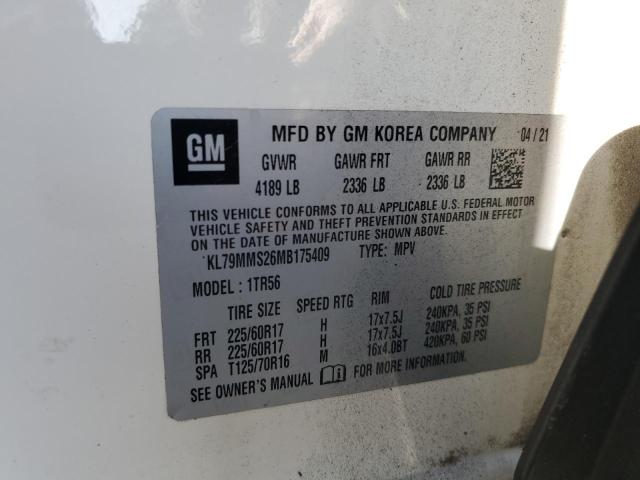 GM MFD BY GM KOREA COMPANY 04/21
GVWR GAWR FRT GAWR RR
4189 LB 2336 LB 2336 LB
THIS VEHICLE CONFORMS TO ALL APPLICABLE U.S. FEDERAL MOTOR
VEHICLE SAFETY AND THEFT PREVENTION STANDARDS IN EFFECT
ON THE DATE OF MANUFACTURE SHOWN ABOVE.
KL79MMS26MB175409 TYPE: MPV
MODEL : 1TR56
TIRE SIZE SPEED RTG RIM COLD TIRE PRESSURE
FRT 225/60R17 H 17x7.5J 240KPA, 35 PSI
RR 225/60R17 H 17x7.5J 240KPA, 35 PSI
SPA T125/70R16 M 16x4.0BT 420KPA, 60 PSI
SEE OWNER'S MANUAL FOR MORE INFORMATION.